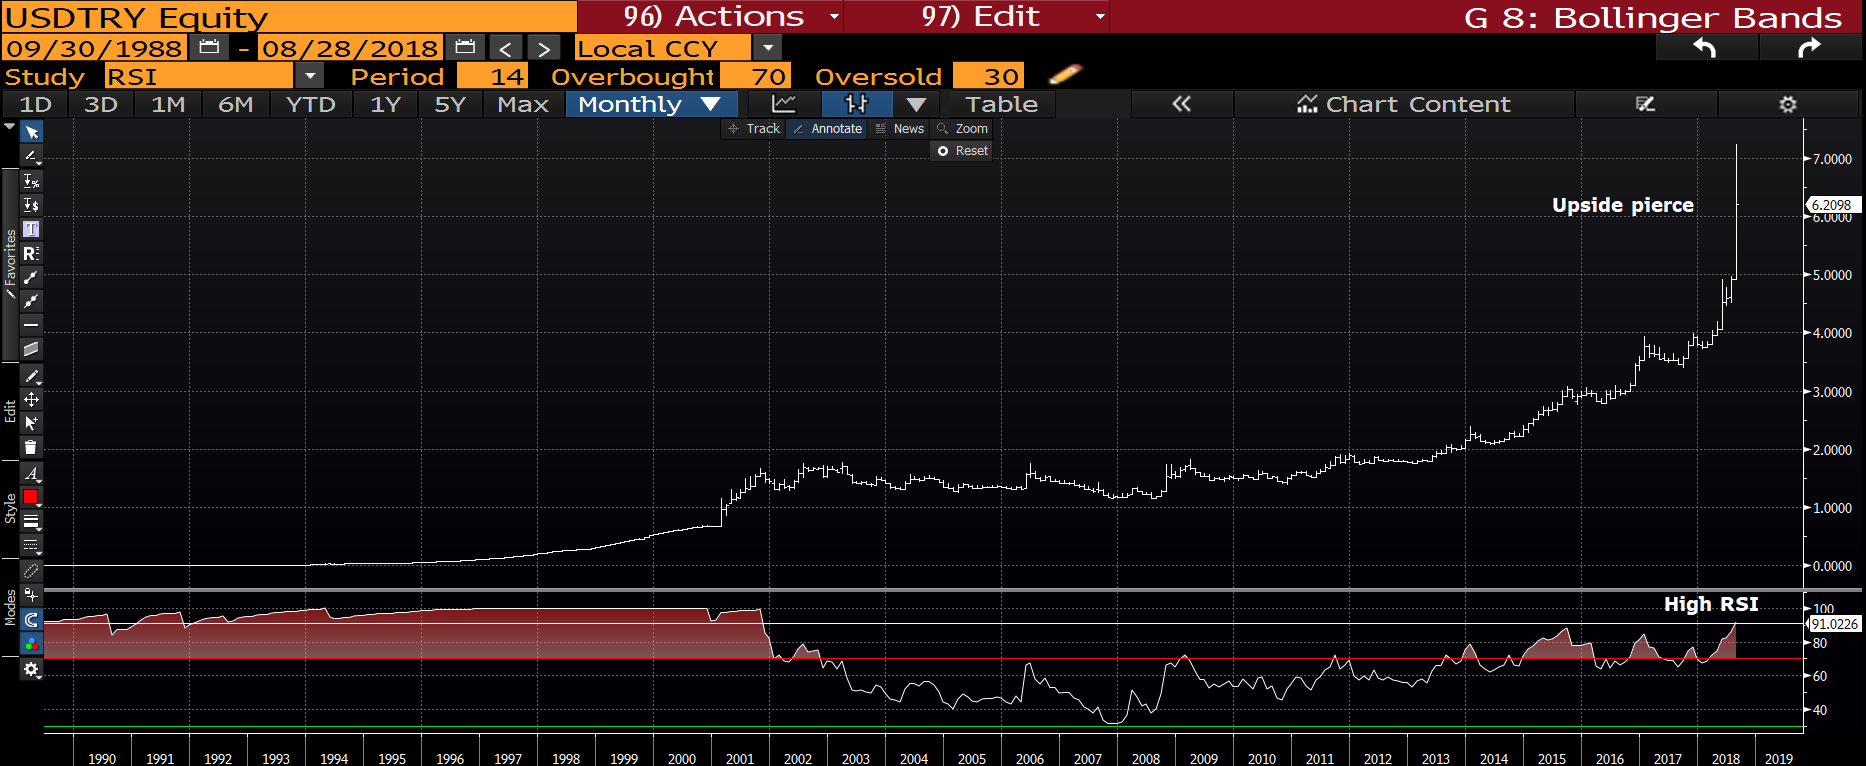 USDTRY Equity 96) Actions 97) Edit G 8: Bollinger Bands
09/30/1988 - 08/28/2018 < > Local CCY
Study RSI Period 14 Overbought 70 Oversold 30
1D 3D 1M 6M YTD 1Y 5Y Max Monthly Table Chart Content
Track Annotate News Zoom
Reset
Favorites
Edit
Style
Modes
Upside pierce
7.0000
6.2098
6.0000
5.0000
4.0000
3.0000
2.0000
1.0000
0.0000
High RSI
100
91.0226
80
60
40
1990 1991 1992 1993 1994 1995 1996 1997 1998 1999 2000 2001 2002 2003 2004 2005 2006 2007 2008 2009 2010 2011 2012 2013 2014 2015 2016 2017 2018 2019